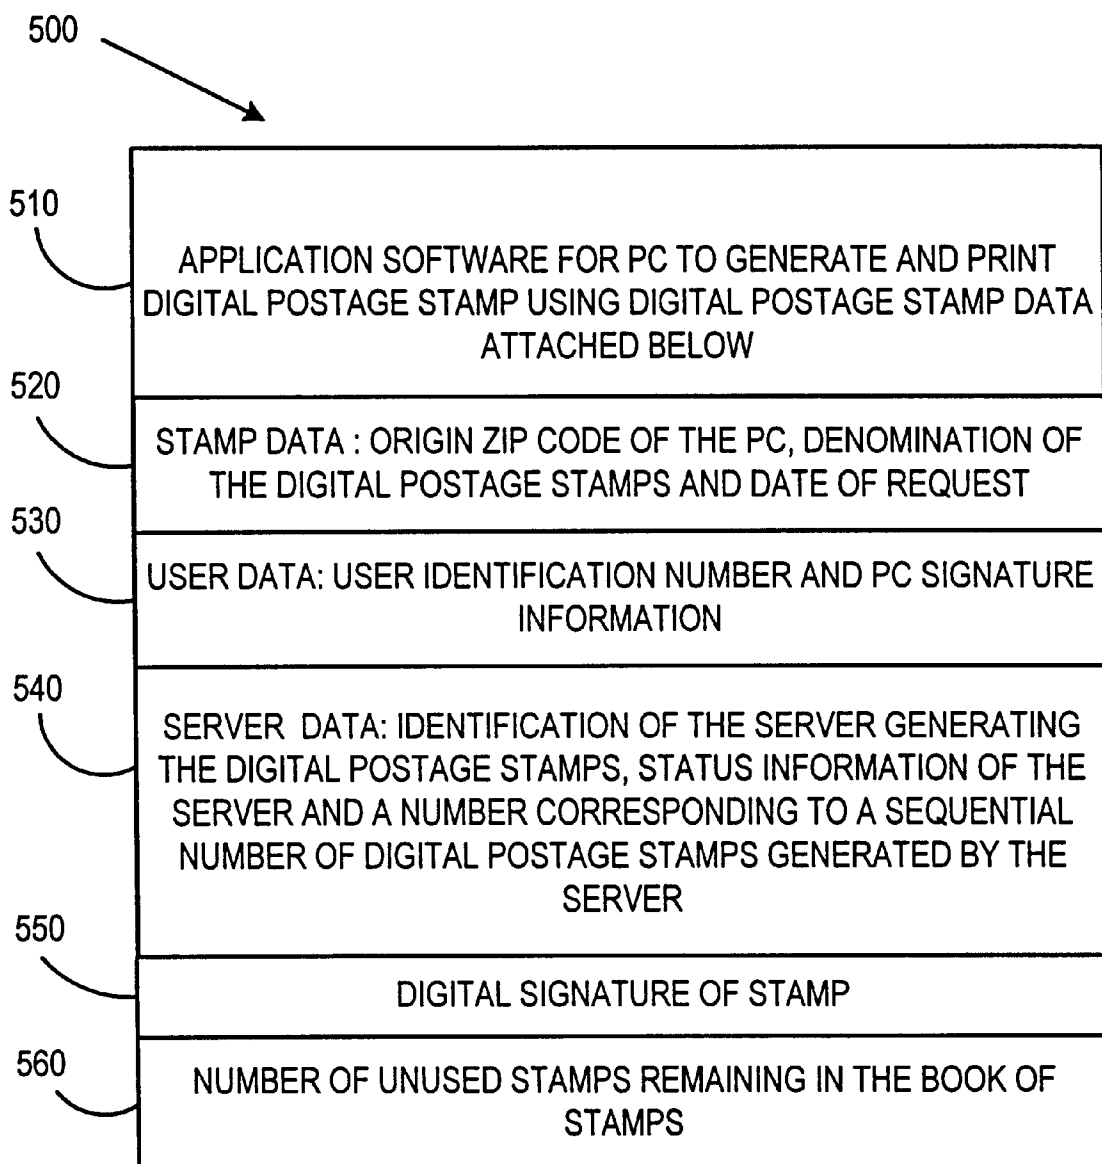 500
510
APPLICATION SOFTWARE FOR PC TO GENERATE AND PRINT
DIGITAL POSTAGE STAMP USING DIGITAL POSTAGE STAMP DATA
ATTACHED BELOW
520
STAMP DATA : ORIGIN ZIP CODE OF THE PC, DENOMINATION OF
THE DIGITAL POSTAGE STAMPS AND DATE OF REQUEST
530
USER DATA: USER IDENTIFICATION NUMBER AND PC SIGNATURE
INFORMATION
540
SERVER DATA: IDENTIFICATION OF THE SERVER GENERATING
THE DIGITAL POSTAGE STAMPS, STATUS INFORMATION OF THE
SERVER AND A NUMBER CORRESPONDING TO A SEQUENTIAL
NUMBER OF DIGITAL POSTAGE STAMPS GENERATED BY THE
SERVER
550
DIGITAL SIGNATURE OF STAMP
560
NUMBER OF UNUSED STAMPS REMAINING IN THE BOOK OF
STAMPS